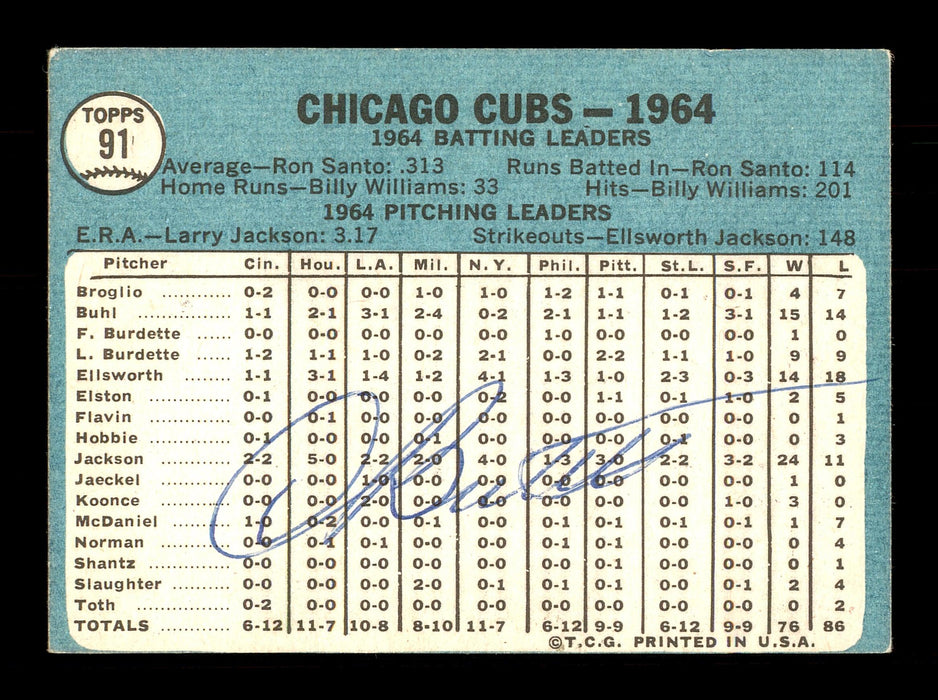 TOPPS
91
CHICAGO CUBS — 1964
1964 BATTING LEADERS
Average—Ron Santo: .313 Runs Batted In—Ron Santo: 114
Home Runs—Billy Williams: 33 Hits—Billy Williams: 201
1964 PITCHING LEADERS
E.R.A.—Larry Jackson: 3.17 Strikeouts—Ellsworth Jackson: 148
Pitcher Cin. Hou. L.A. Mil. N.Y. Phil. Pitt. St.L. S.F. W L
Broglio ............ 0-2 0-0 0-0 1-0 1-0 1-2 1-1 0-1 0-1 4 7
Buhl ................ 1-1 2-1 3-1 2-4 0-2 2-1 1-1 1-2 3-1 15 14
F. Burdette ...... 0-0 0-0 0-0 0-0 0-0 1-0 0-0 0-0 0-0 1 0
L. Burdette ...... 1-2 1-1 1-0 0-2 2-1 0-0 2-2 1-1 1-0 9 9
Ellsworth ........ 1-1 3-1 1-4 1-2 4-1 1-3 1-0 2-3 0-3 14 18
Elston .............. 0-1 0-0 0-0 0-0 0-2 0-0 1-1 0-1 1-0 2 5
Flavin .............. 0-0 0-1 0-0 0-0 0-0 0-0 0-0 0-0 0-0 0 1
Hobbie ............ 0-1 0-0 0-0 0-1 0-0 0-0 0-0 0-1 0-0 0 3
Jackson .......... 2-2 5-0 2-2 2-0 4-0 1-3 3-0 2-2 3-2 24 11
Jaeckel ............ 0-0 0-0 1-0 0-0 0-0 0-0 0-0 0-0 0-0 1 0
Koonce ............ 0-0 0-0 2-0 0-0 0-0 0-0 0-0 0-0 1-0 3 0
McDaniel ........ 1-0 0-2 0-0 0-1 0-0 0-1 0-1 0-1 0-1 1 7
Norman .......... 0-0 0-1 0-1 0-0 0-0 0-1 0-1 0-0 0-0 0 4
Shantz ............ 0-0 0-0 0-0 0-0 0-0 0-0 0-1 0-0 0-0 0 1
Slaughter ........ 0-0 0-0 0-0 2-0 0-1 0-1 0-1 0-0 0-1 2 4
Toth ................ 0-2 0-0 0-0 0-0 0-0 0-0 0-0 0-0 0-0 0 2
TOTALS ............ 6-12 11-7 10-8 8-10 11-7 6-12 9-9 6-12 9-9 76 86
©T.C.G. PRINTED IN U.S.A.